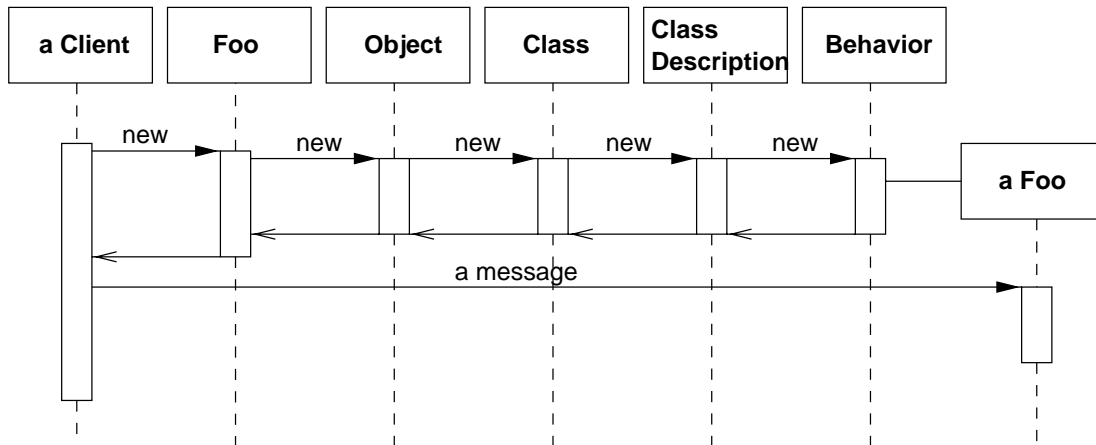 a Client
Foo
Object
Class
Class
Description
Behavior
new
new
new
new
new
a Foo
a message